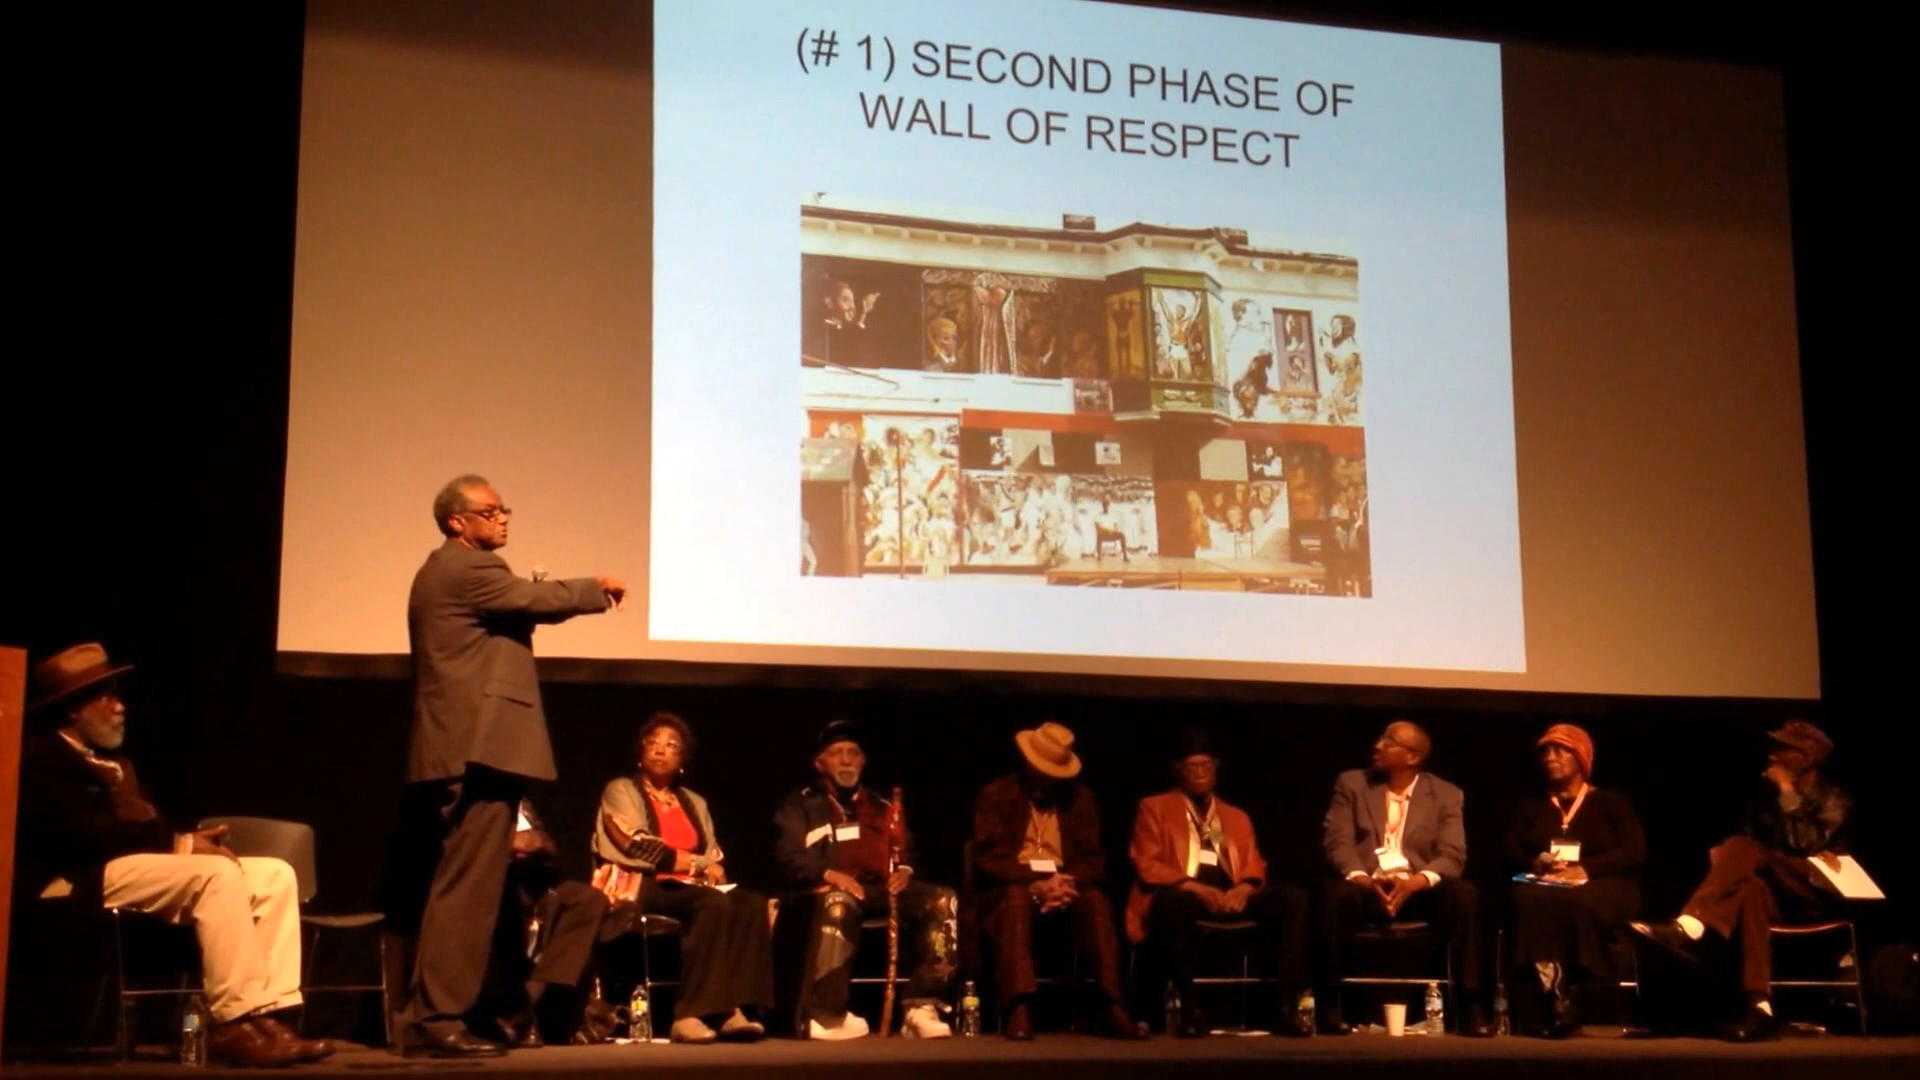 (# 1) SECOND PHASE OF
WALL OF RESPECT